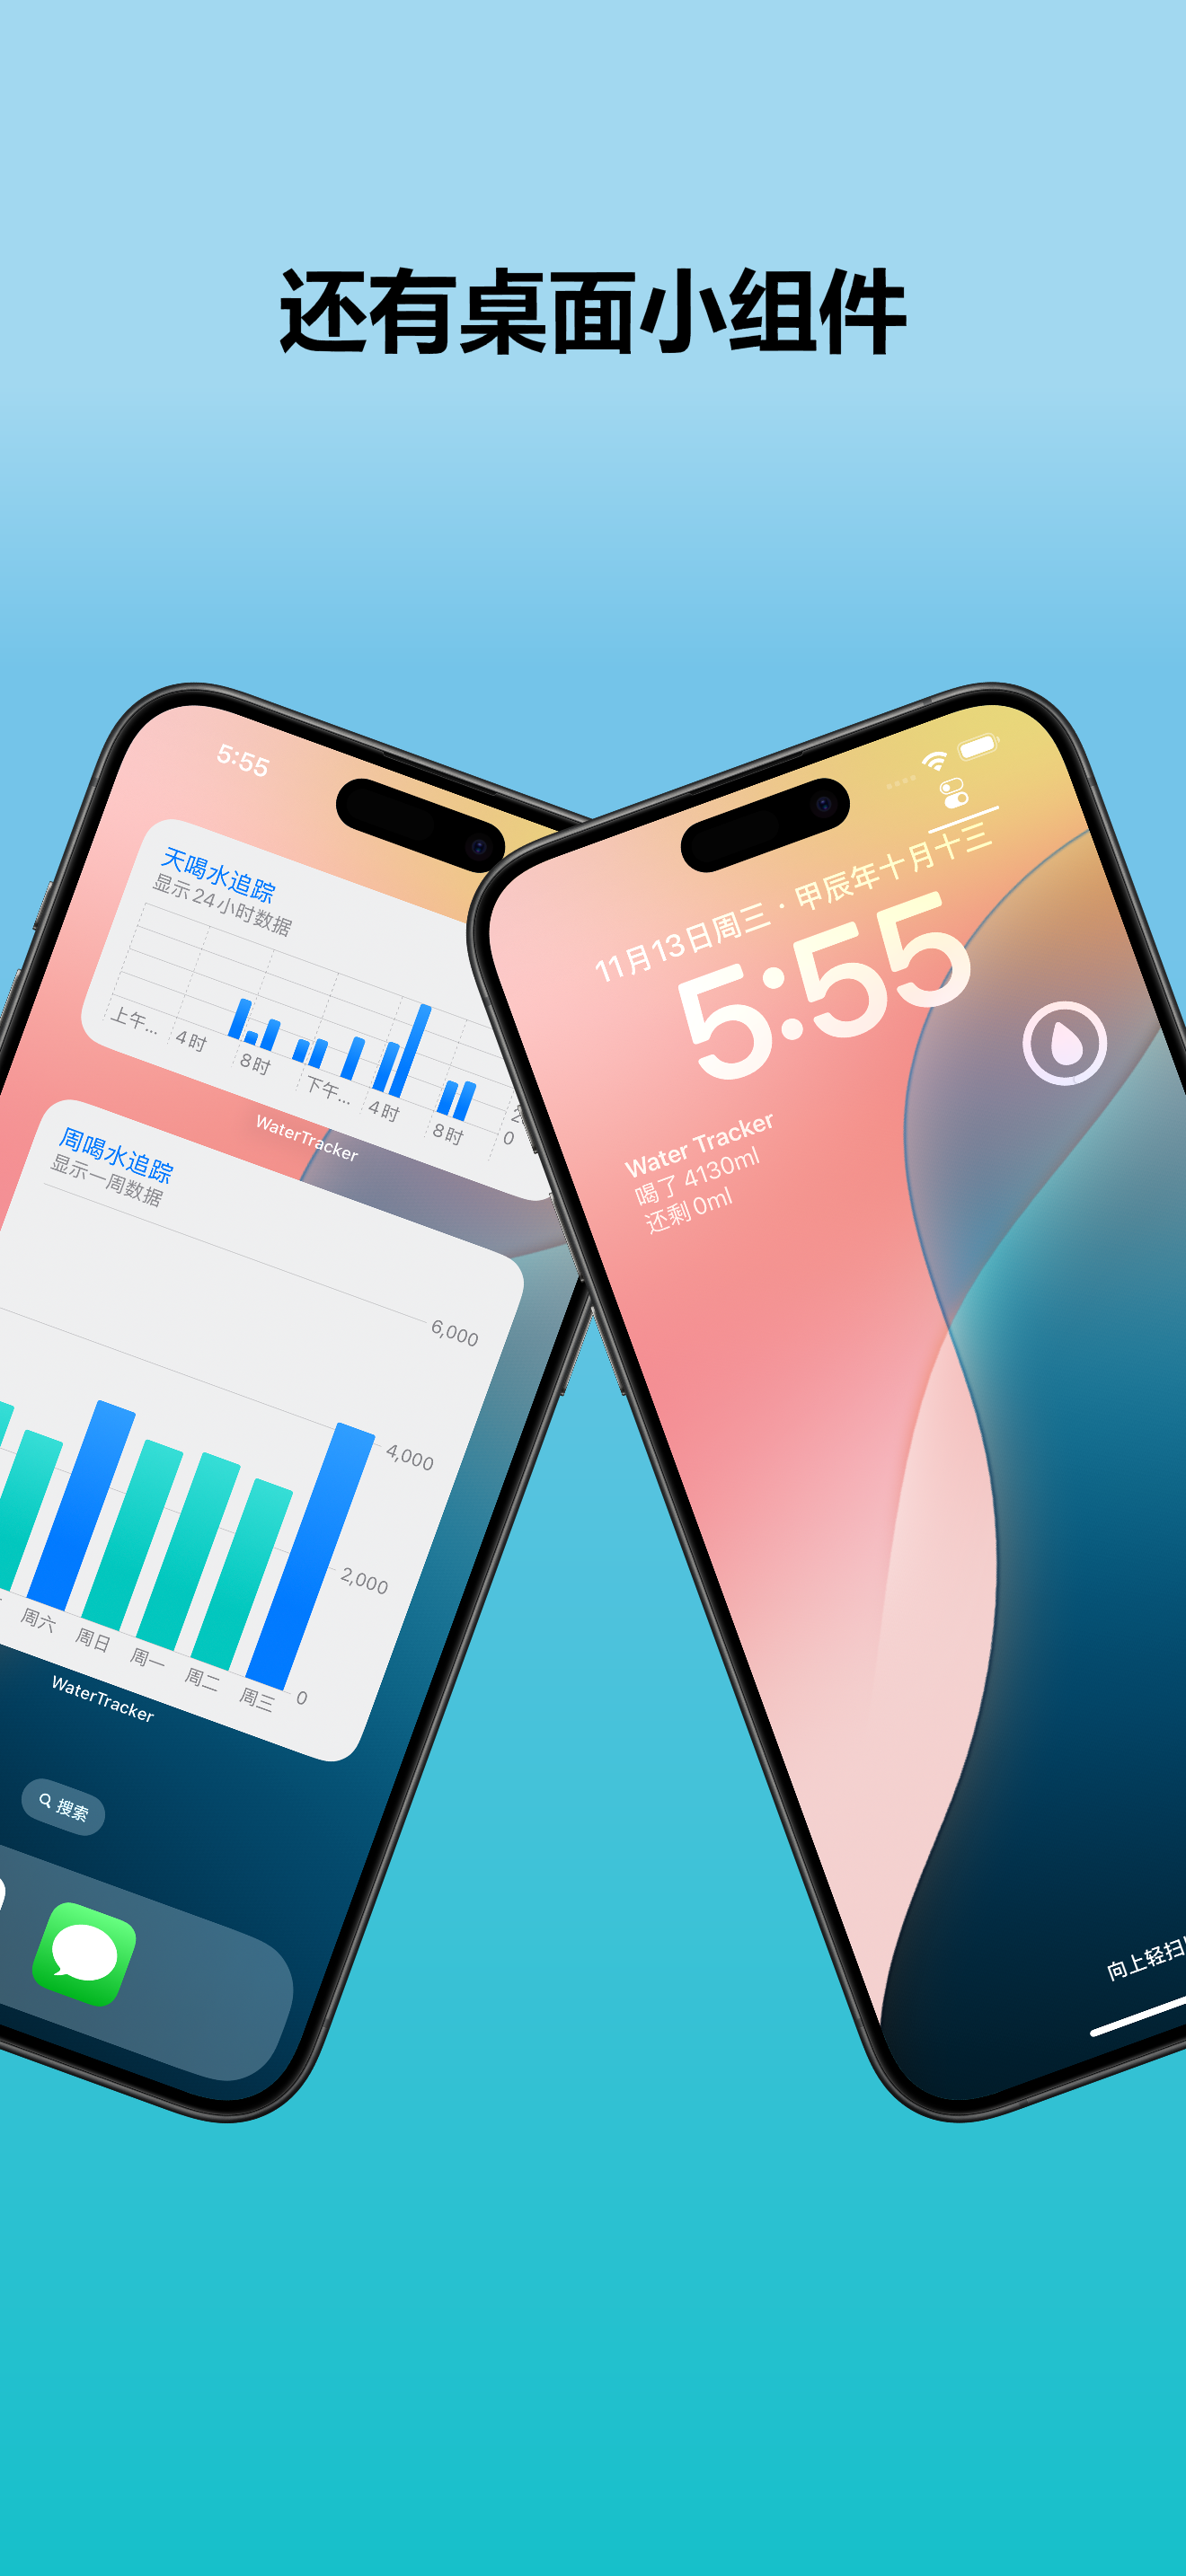 还有桌面小组件
5:55
天喝水追踪
显示24小时数据
上午... 4时 8时 下午... 4时 8时 0
WaterTracker
周喝水追踪
显示一周数据
6,000
4,000
2,000
0
周六 周日 周一 周二 周三
WaterTracker
搜索
11月13日周三 · 甲辰年十月十三
5:55
Water Tracker
喝了 4130ml
还剩 0ml
向上轻扫